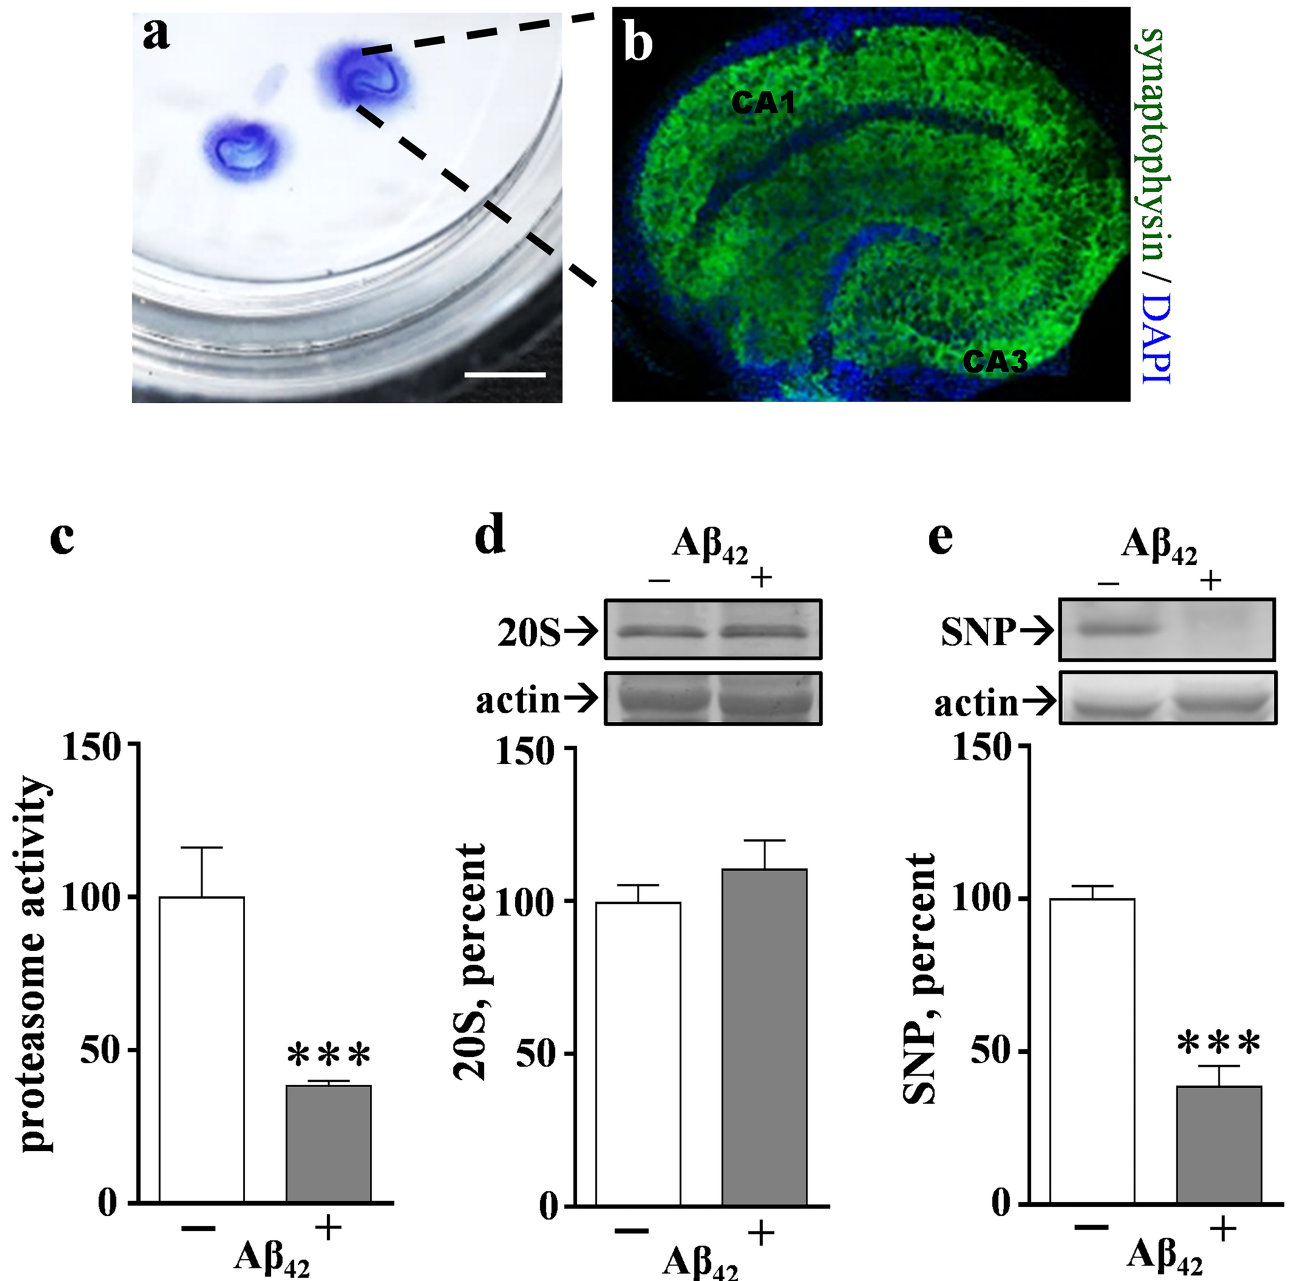 a
b
CA1
CA3
synaptophysin / DAPI
c
proteasome activity
150
100
50
0
***
− +
Aβ42
d
Aβ42
− +
20S→
actin→
20S, percent
150
100
50
0
− +
Aβ42
e
Aβ42
− +
SNP→
actin→
SNP, percent
150
100
50
0
***
− +
Aβ42